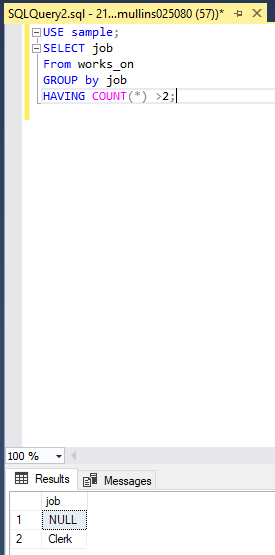 SQLQuery2.sql - 21...mullins025080 (57))*
USE sample;
SELECT job
From works_on
GROUP by job
HAVING COUNT(*) >2;
100 %
Results Messages
job
1 NULL
2 Clerk